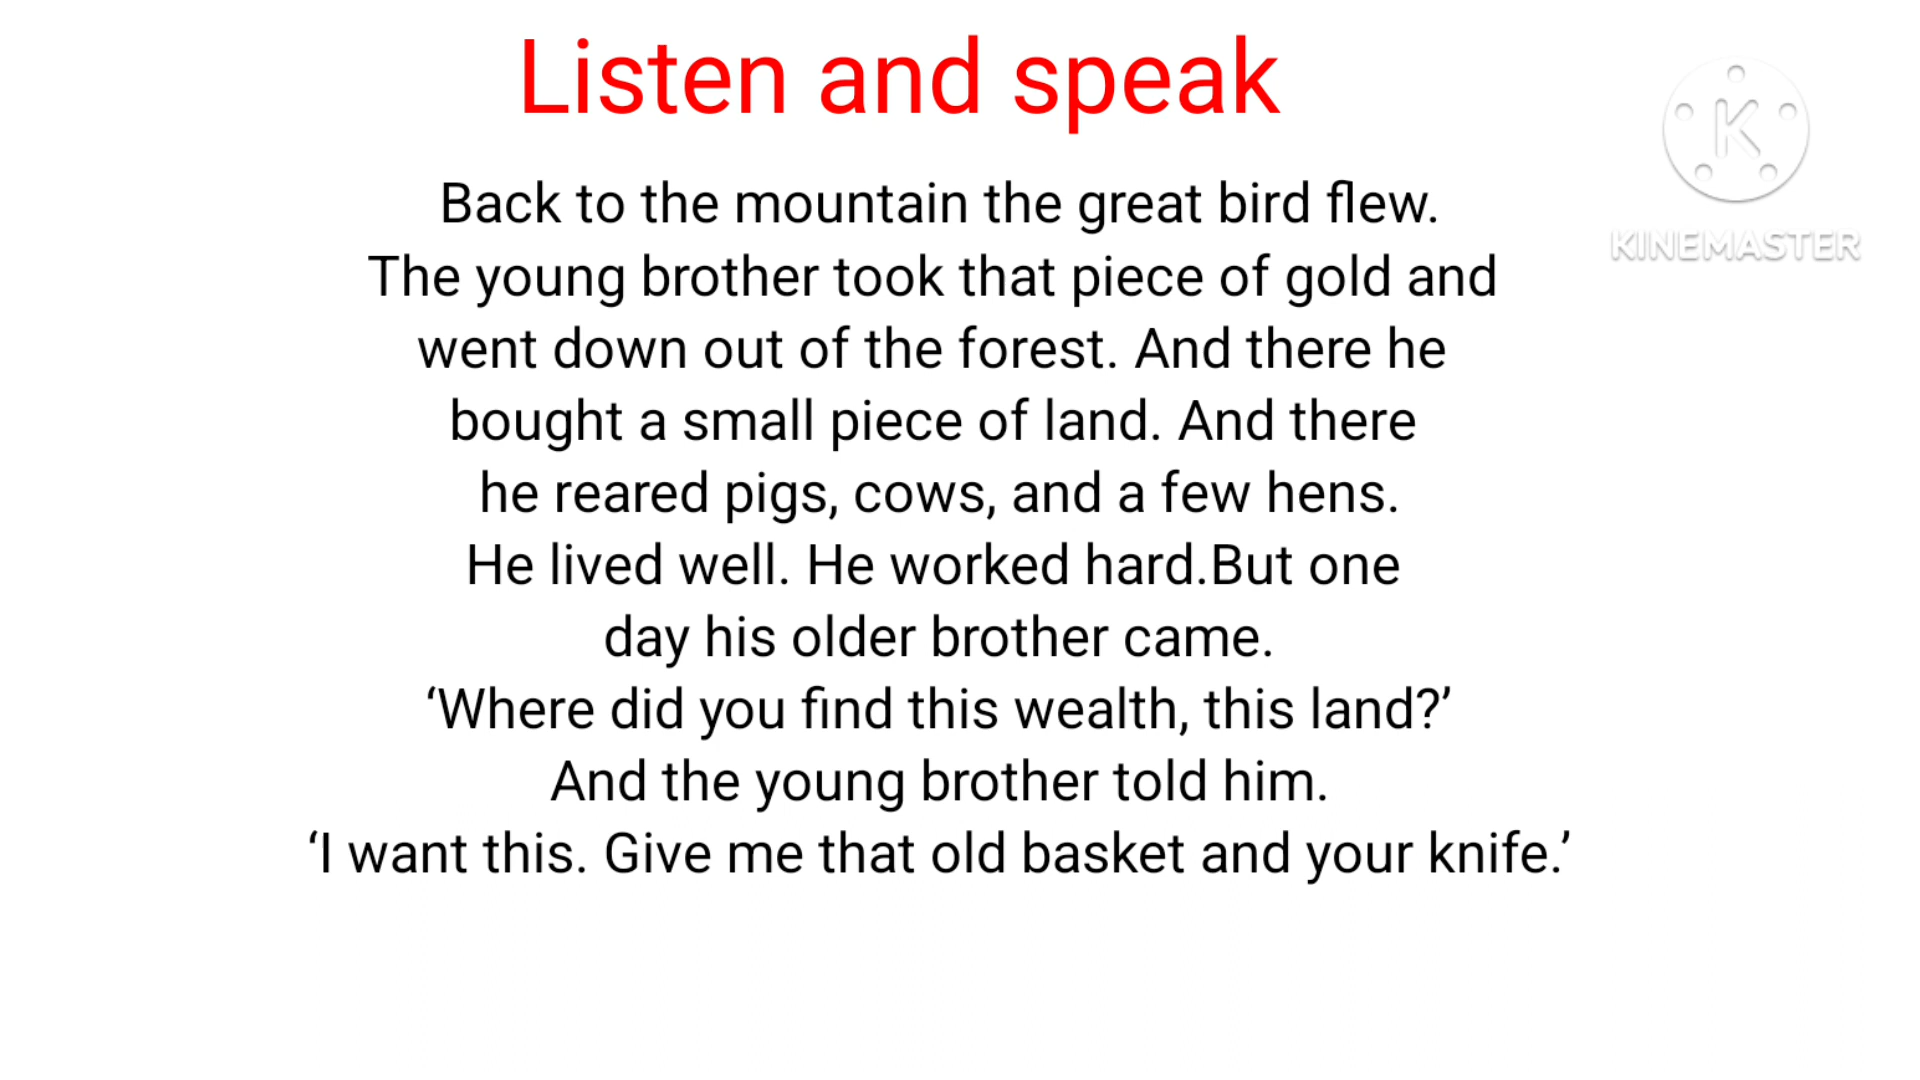 Listen and speak
Back to the mountain the great bird flew.
The young brother took that piece of gold and
went down out of the forest. And there he
bought a small piece of land. And there
he reared pigs, cows, and a few hens.
He lived well. He worked hard.But one
day his older brother came.
‘Where did you find this wealth, this land?’
And the young brother told him.
‘I want this. Give me that old basket and your knife.’
K
KINEMASTER